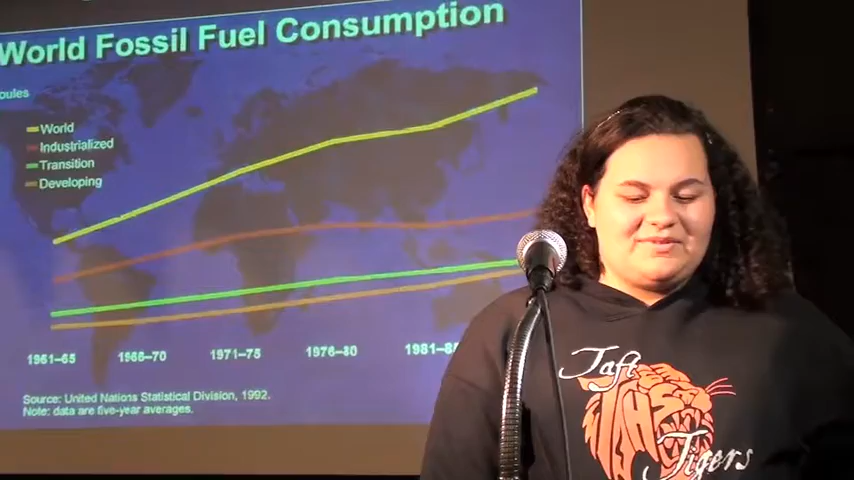 World Fossil Fuel Consumption
World
Industrialized
Transition
Developing
1961–65
1966–70
1971–75
1976–80
Source: United Nations Statistical Division, 1992.
Note: data are five-year averages.
Taft
Tigers